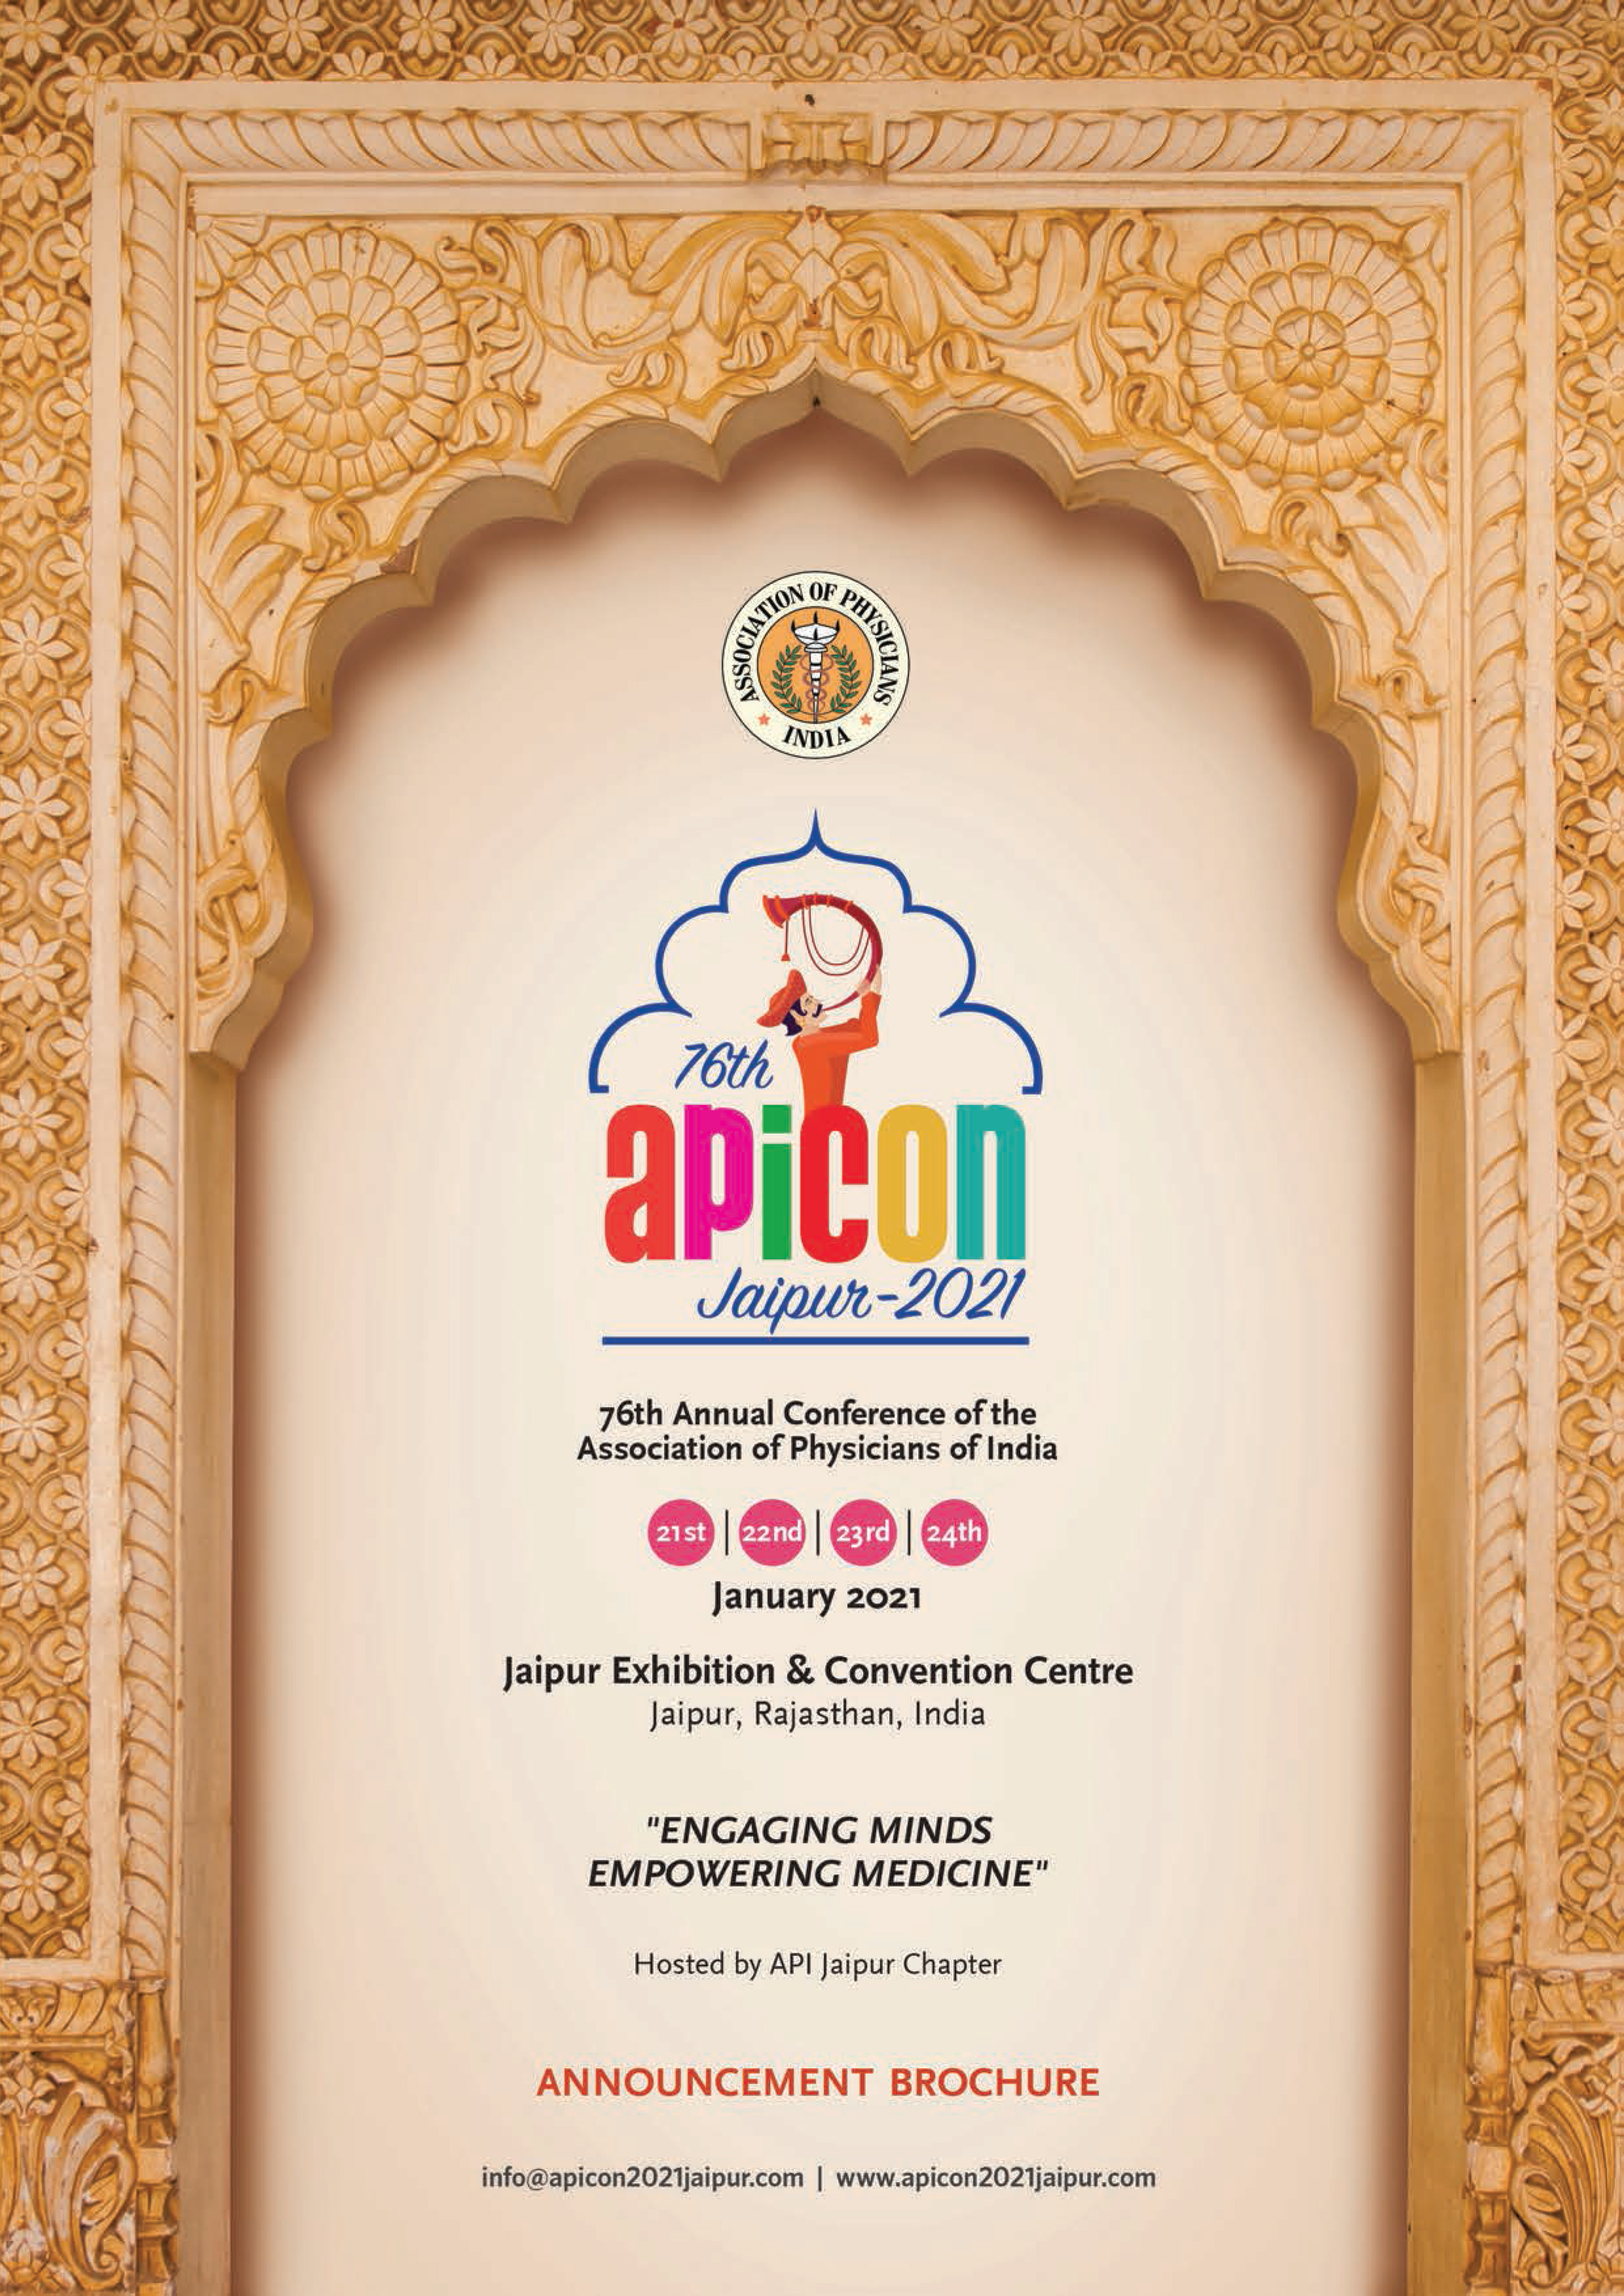 ASSOCIATION OF PHYSICIANS
INDIA
76th
apicon
Jaipur-2021
76th Annual Conference of the
Association of Physicians of India
21st | 22nd | 23rd | 24th
January 2021
Jaipur Exhibition & Convention Centre
Jaipur, Rajasthan, India
"ENGAGING MINDS
EMPOWERING MEDICINE"
Hosted by API Jaipur Chapter
ANNOUNCEMENT BROCHURE
info@apicon2021jaipur.com | www.apicon2021jaipur.com